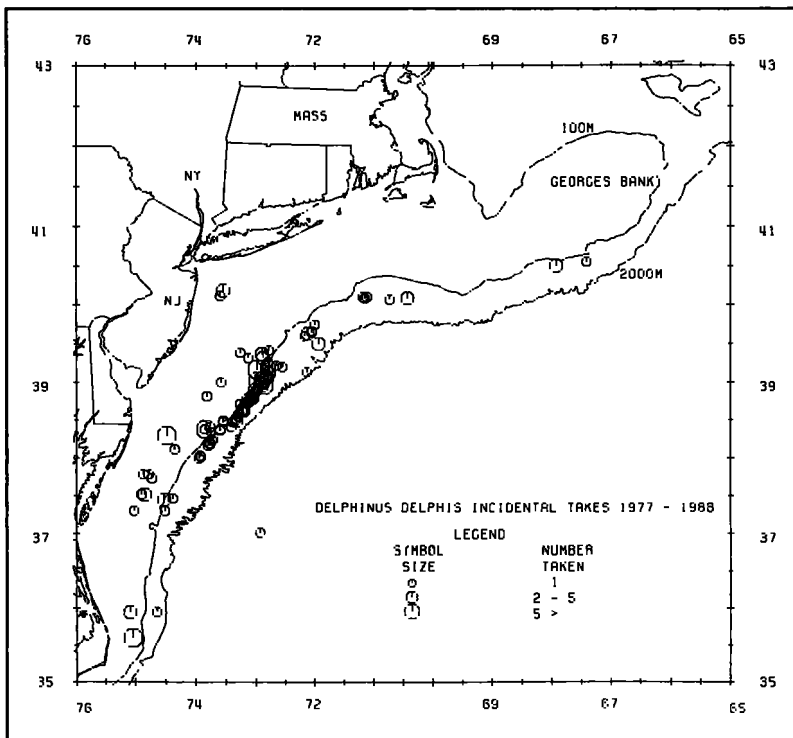 76 74 72 69 67 65
43 43
MASS
100M
NY
GEORGES BANK
41 41
2000M
NJ
39 39
DELPHINUS DELPHIS INCIDENTAL TAKES 1977 - 1988
37 37
LEGEND
SYMBOL NUMBER
SIZE TAKEN
1
2 - 5
5 >
35 35
76 74 72 69 67 65